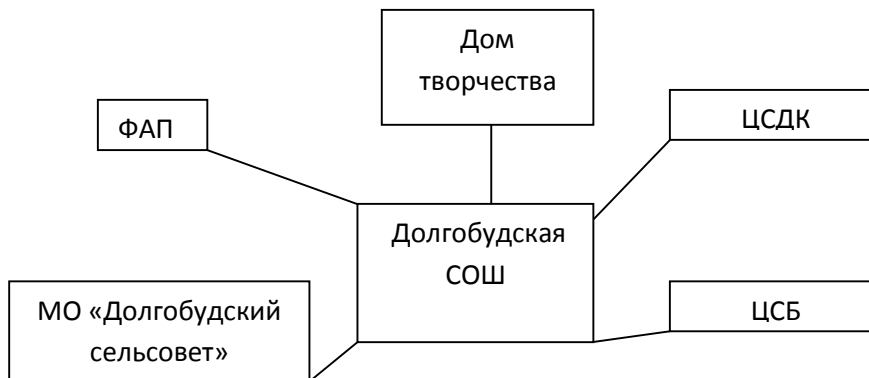 Дом
творчества
ФАП
ЦСДК
Долгобудская
СОШ
МО «Долгобудский
сельсовет»
ЦСБ